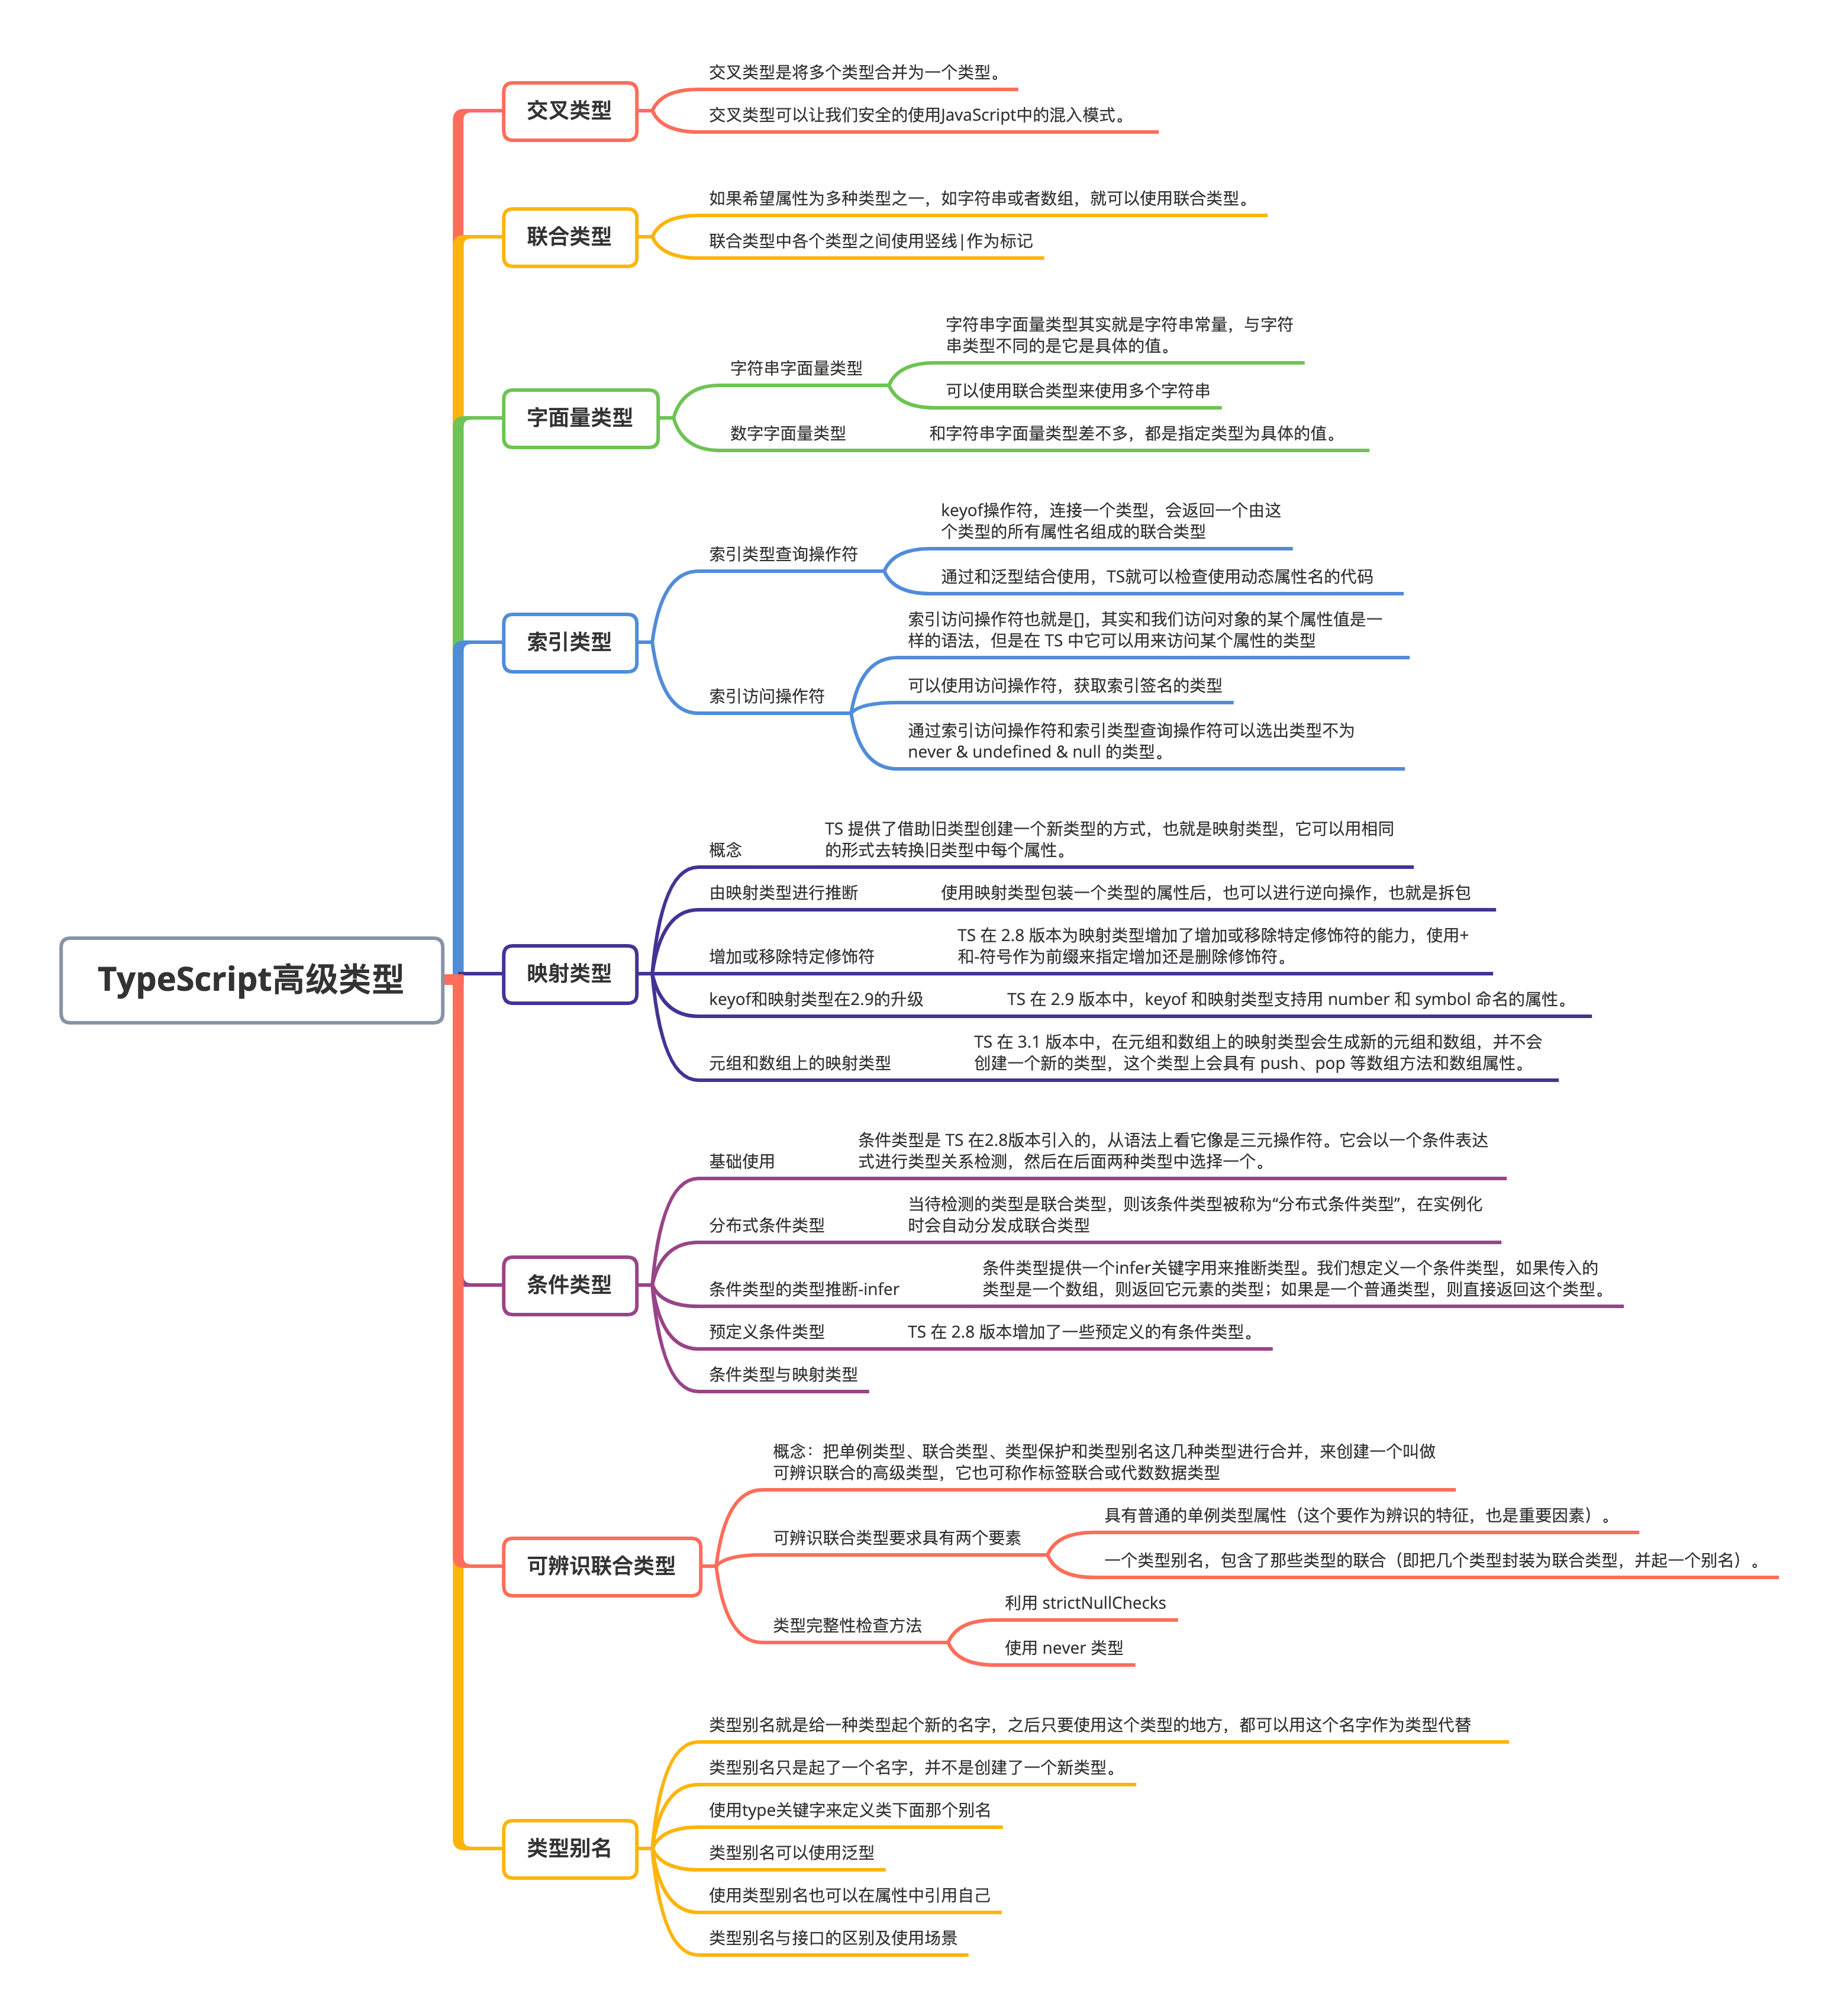 TypeScript高级类型
交叉类型
交叉类型是将多个类型合并为一个类型。
交叉类型可以让我们安全的使用JavaScript中的混入模式。
联合类型
如果希望属性为多种类型之一，如字符串或者数组，就可以使用联合类型。
联合类型中各个类型之间使用竖线|作为标记
字面量类型
字符串字面量类型
字符串字面量类型其实就是字符串常量，与字符
串类型不同的是它是具体的值。
可以使用联合类型来使用多个字符串
数字字面量类型
和字符串字面量类型差不多，都是指定类型为具体的值。
索引类型
索引类型查询操作符
keyof操作符，连接一个类型，会返回一个由这
个类型的所有属性名组成的联合类型
通过和泛型结合使用，TS就可以检查使用动态属性名的代码
索引访问操作符
索引访问操作符也就是[]，其实和我们访问对象的某个属性值是一
样的语法，但是在 TS 中它可以用来访问某个属性的类型
可以使用访问操作符，获取索引签名的类型
通过索引访问操作符和索引类型查询操作符可以选出类型不为
never & undefined & null 的类型。
映射类型
概念
TS 提供了借助旧类型创建一个新类型的方式，也就是映射类型，它可以用相同
的形式去转换旧类型中每个属性。
由映射类型进行推断
使用映射类型包装一个类型的属性后，也可以进行逆向操作，也就是拆包
增加或移除特定修饰符
TS 在 2.8 版本为映射类型增加了增加或移除特定修饰符的能力，使用+
和-符号作为前缀来指定增加还是删除修饰符。
keyof和映射类型在2.9的升级
TS 在 2.9 版本中，keyof 和映射类型支持用 number 和 symbol 命名的属性。
元组和数组上的映射类型
TS 在 3.1 版本中，在元组和数组上的映射类型会生成新的元组和数组，并不会
创建一个新的类型，这个类型上会具有 push、pop 等数组方法和数组属性。
条件类型
基础使用
条件类型是 TS 在2.8版本引入的，从语法上看它像是三元操作符。它会以一个条件表达
式进行类型关系检测，然后在后面两种类型中选择一个。
分布式条件类型
当待检测的类型是联合类型，则该条件类型被称为“分布式条件类型”，在实例化
时会自动分发成联合类型
条件类型的类型推断-infer
条件类型提供一个infer关键字用来推断类型。我们想定义一个条件类型，如果传入的
类型是一个数组，则返回它元素的类型；如果是一个普通类型，则直接返回这个类型。
预定义条件类型
TS 在 2.8 版本增加了一些预定义的有条件类型。
条件类型与映射类型
可辨识联合类型
概念：把单例类型、联合类型、类型保护和类型别名这几种类型进行合并，来创建一个叫做
可辨识联合的高级类型，它也可称作标签联合或代数数据类型
可辨识联合类型要求具有两个要素
具有普通的单例类型属性（这个要作为辨识的特征，也是重要因素）。
一个类型别名，包含了那些类型的联合（即把几个类型封装为联合类型，并起一个别名）。
类型完整性检查方法
利用 strictNullChecks
使用 never 类型
类型别名
类型别名就是给一种类型起个新的名字，之后只要使用这个类型的地方，都可以用这个名字作为类型代替
类型别名只是起了一个名字，并不是创建了一个新类型。
使用type关键字来定义类下面那个别名
类型别名可以使用泛型
使用类型别名也可以在属性中引用自己
类型别名与接口的区别及使用场景